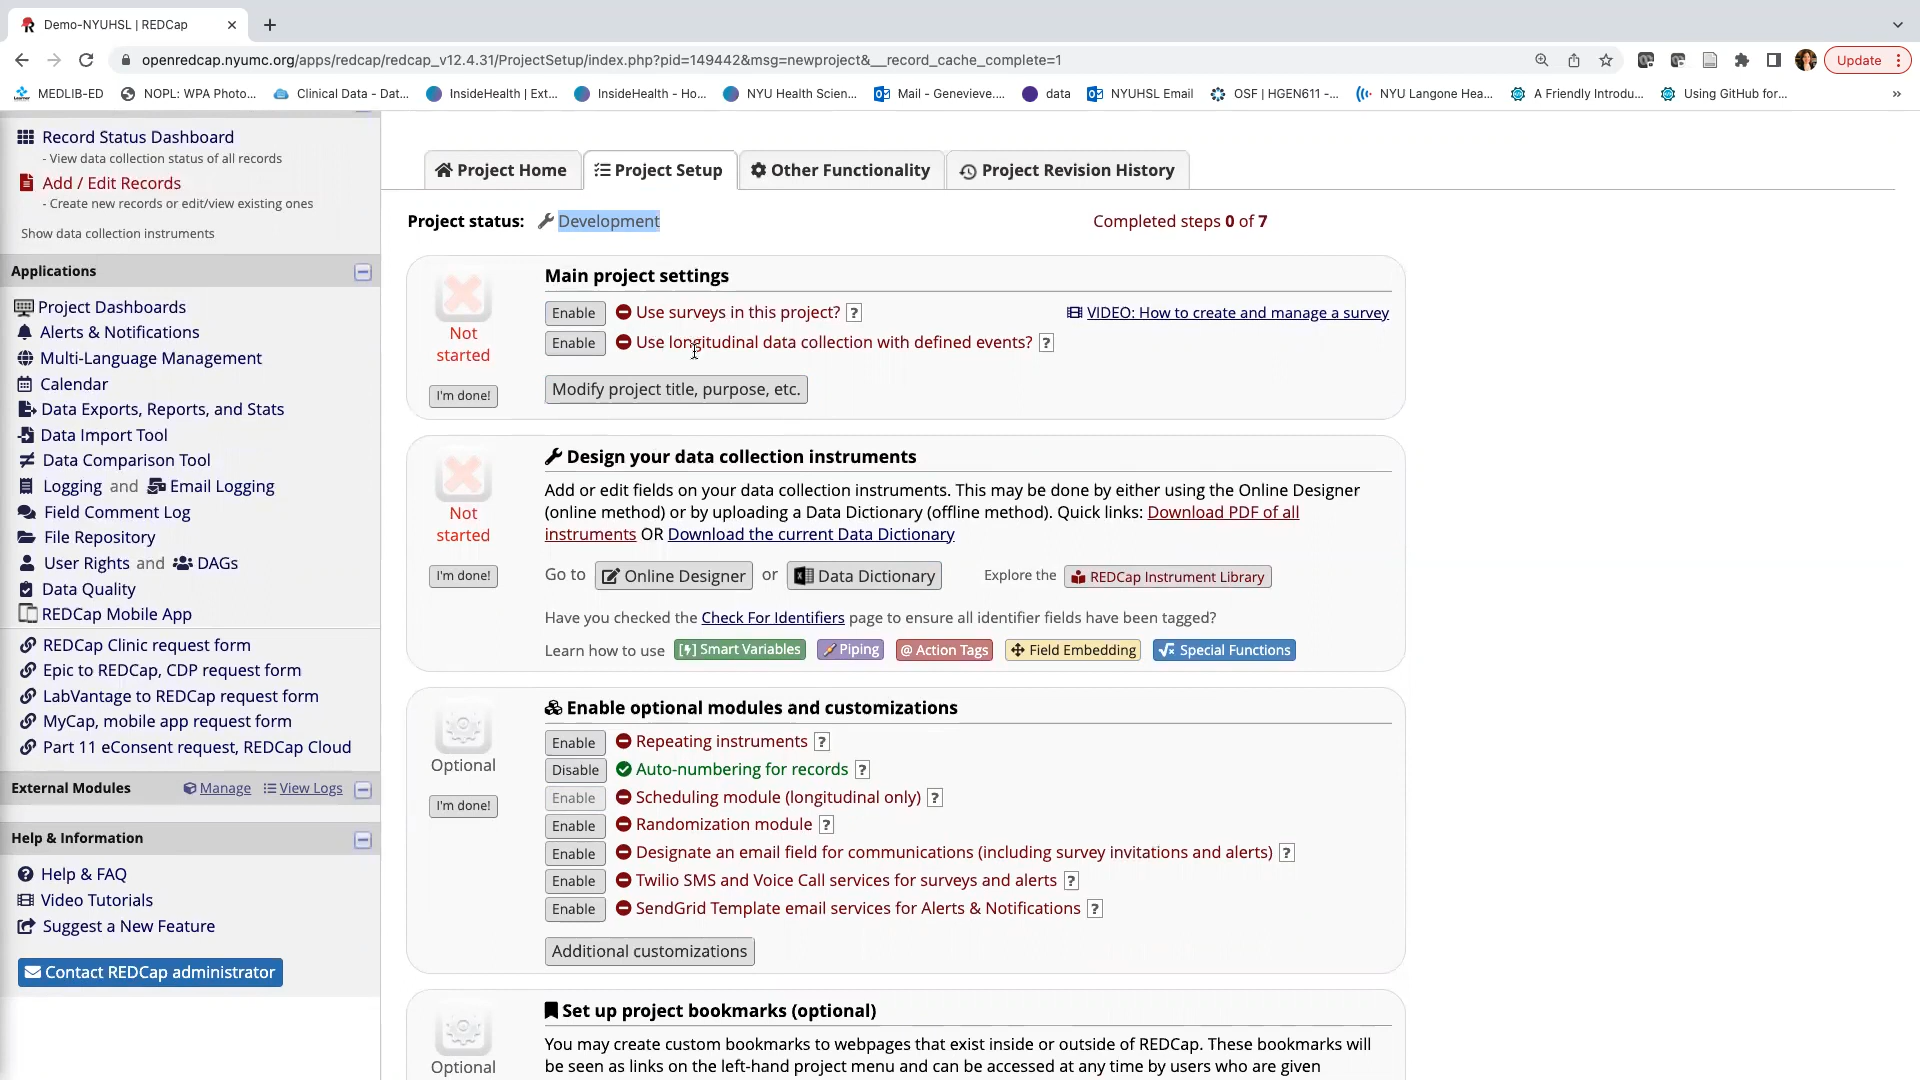 Demo-NYUHSL | REDCap
openredcap.nyumc.org/apps/redcap/redcap_v12.4.31/ProjectSetup/index.php?pid=149442&msg=newproject&__record_cache_complete=1
Update
MEDLIB-ED
NOPL: WPA Photo...
Clinical Data - Dat...
InsideHealth | Ext...
InsideHealth - Ho...
NYU Health Scien...
Mail - Genevieve....
data
NYUHSL Email
OSF | HGEN611 -...
NYU Langone Hea...
A Friendly Introdu...
Using GitHub for...
»
Record Status Dashboard
- View data collection status of all records
Add / Edit Records
- Create new records or edit/view existing ones
Show data collection instruments
Applications
Project Dashboards
Alerts & Notifications
Multi-Language Management
Calendar
Data Exports, Reports, and Stats
Data Import Tool
Data Comparison Tool
Logging and Email Logging
Field Comment Log
File Repository
User Rights and DAGs
Data Quality
REDCap Mobile App
REDCap Clinic request form
Epic to REDCap, CDP request form
LabVantage to REDCap request form
MyCap, mobile app request form
Part 11 eConsent request, REDCap Cloud
External Modules Manage View Logs
Help & Information
Help & FAQ
Video Tutorials
Suggest a New Feature
Contact REDCap administrator
Project Home
Project Setup
Other Functionality
Project Revision History
Project status: Development
Completed steps 0 of 7
Not started
I'm done!
Main project settings
Enable Use surveys in this project? ?
VIDEO: How to create and manage a survey
Enable Use longitudinal data collection with defined events? ?
Modify project title, purpose, etc.
Not started
I'm done!
Design your data collection instruments
Add or edit fields on your data collection instruments. This may be done by either using the Online Designer
(online method) or by uploading a Data Dictionary (offline method). Quick links: Download PDF of all
instruments OR Download the current Data Dictionary
Go to Online Designer or Data Dictionary Explore the REDCap Instrument Library
Have you checked the Check For Identifiers page to ensure all identifier fields have been tagged?
Learn how to use [⚡] Smart Variables Piping @ Action Tags Field Embedding Special Functions
Optional
I'm done!
Enable optional modules and customizations
Enable Repeating instruments ?
Disable Auto-numbering for records ?
Enable Scheduling module (longitudinal only) ?
Enable Randomization module ?
Enable Designate an email field for communications (including survey invitations and alerts) ?
Enable Twilio SMS and Voice Call services for surveys and alerts ?
Enable SendGrid Template email services for Alerts & Notifications ?
Additional customizations
Optional
Set up project bookmarks (optional)
You may create custom bookmarks to webpages that exist inside or outside of REDCap. These bookmarks will
be seen as links on the left-hand project menu and can be accessed at any time by users who are given